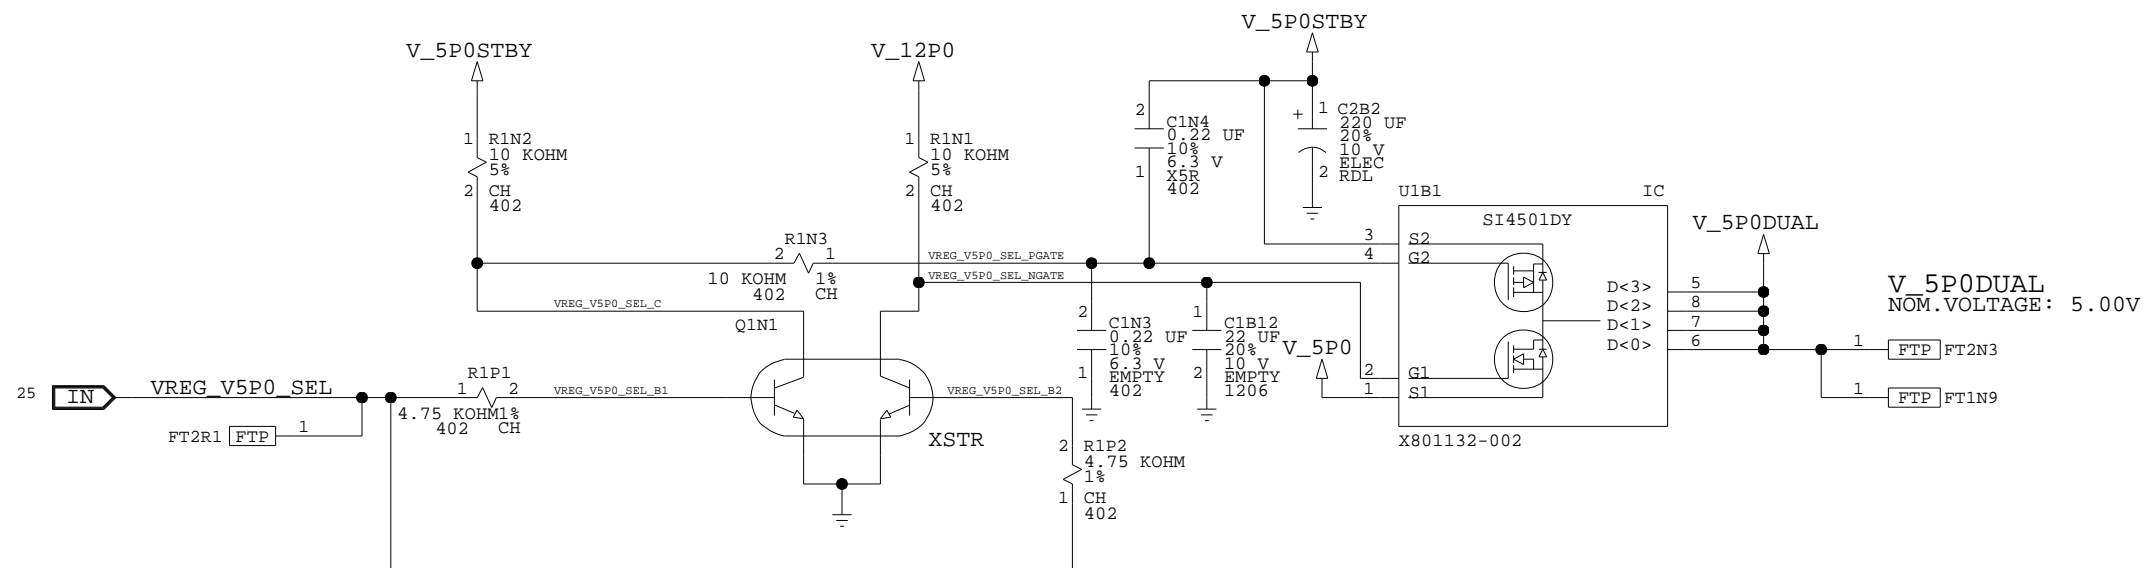 V_5P0STBY
V_5P0STBY
V_12P0
1
R1N2
10 KOHM
5%
2
CH
402
1
R1N1
10 KOHM
5%
2
CH
402
2
C1N4
0.22 UF
10%
6.3 V
1
X5R
402
+
1
C2B2
220 UF
20%
10 V
ELEC
2
RDL
U1B1
IC
SI4501DY
V_5P0DUAL
3
S2
4
G2
R1N3
2
1
10 KOHM
1%
402
CH
VREG_V5P0_SEL_PGATE
VREG_V5P0_SEL_NGATE
VREG_V5P0_SEL_C
Q1N1
D<3>
5
D<2>
8
D<1>
7
D<0>
6
V_5P0DUAL
NOM.VOLTAGE: 5.00V
2
C1N3
0.22 UF
10%
6.3 V
1
EMPTY
402
1
C1B12
22 UF
20%
10 V
2
EMPTY
1206
V_5P0
2
G1
1
S1
X801132-002
1
FTP
FT2N3
1
FTP
FT1N9
25
IN
VREG_V5P0_SEL
R1P1
1
2
4.75 KOHM
1%
402
CH
VREG_V5P0_SEL_B1
VREG_V5P0_SEL_B2
FT2R1
FTP
1
XSTR
2
R1P2
4.75 KOHM
1%
1
CH
402